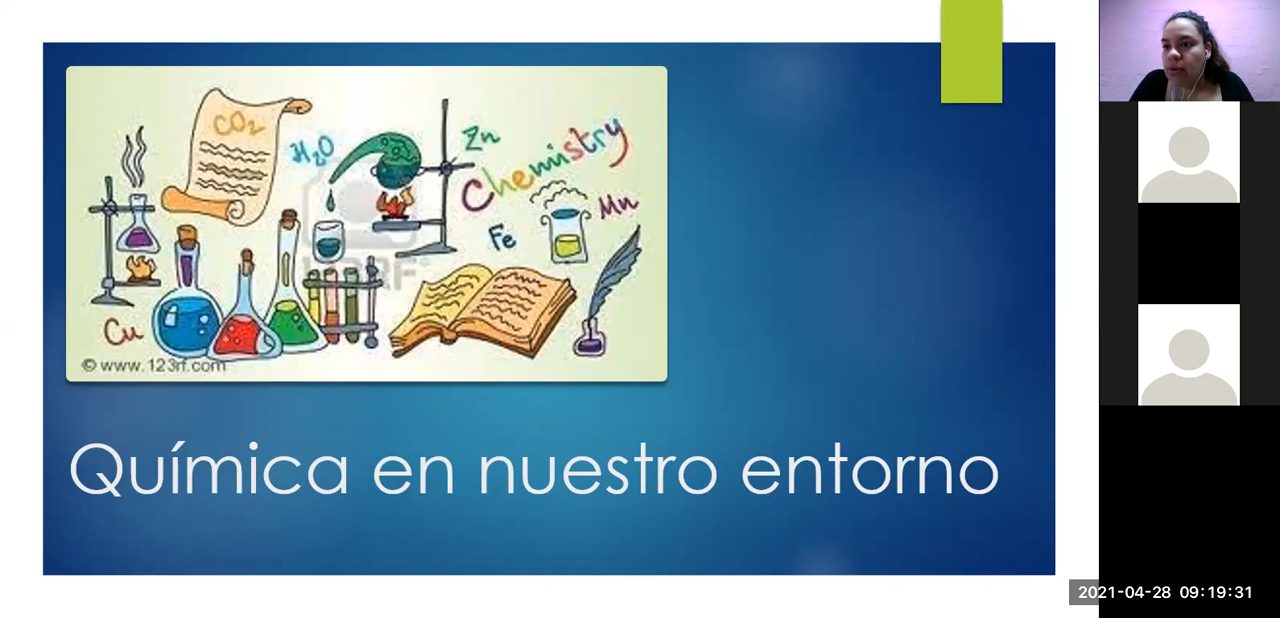 CO2
H2O
Zn
Chemistry
Mn
Fe
Cu
© www.123rf.com
Química en nuestro entorno
2021-04-28 09:19:31